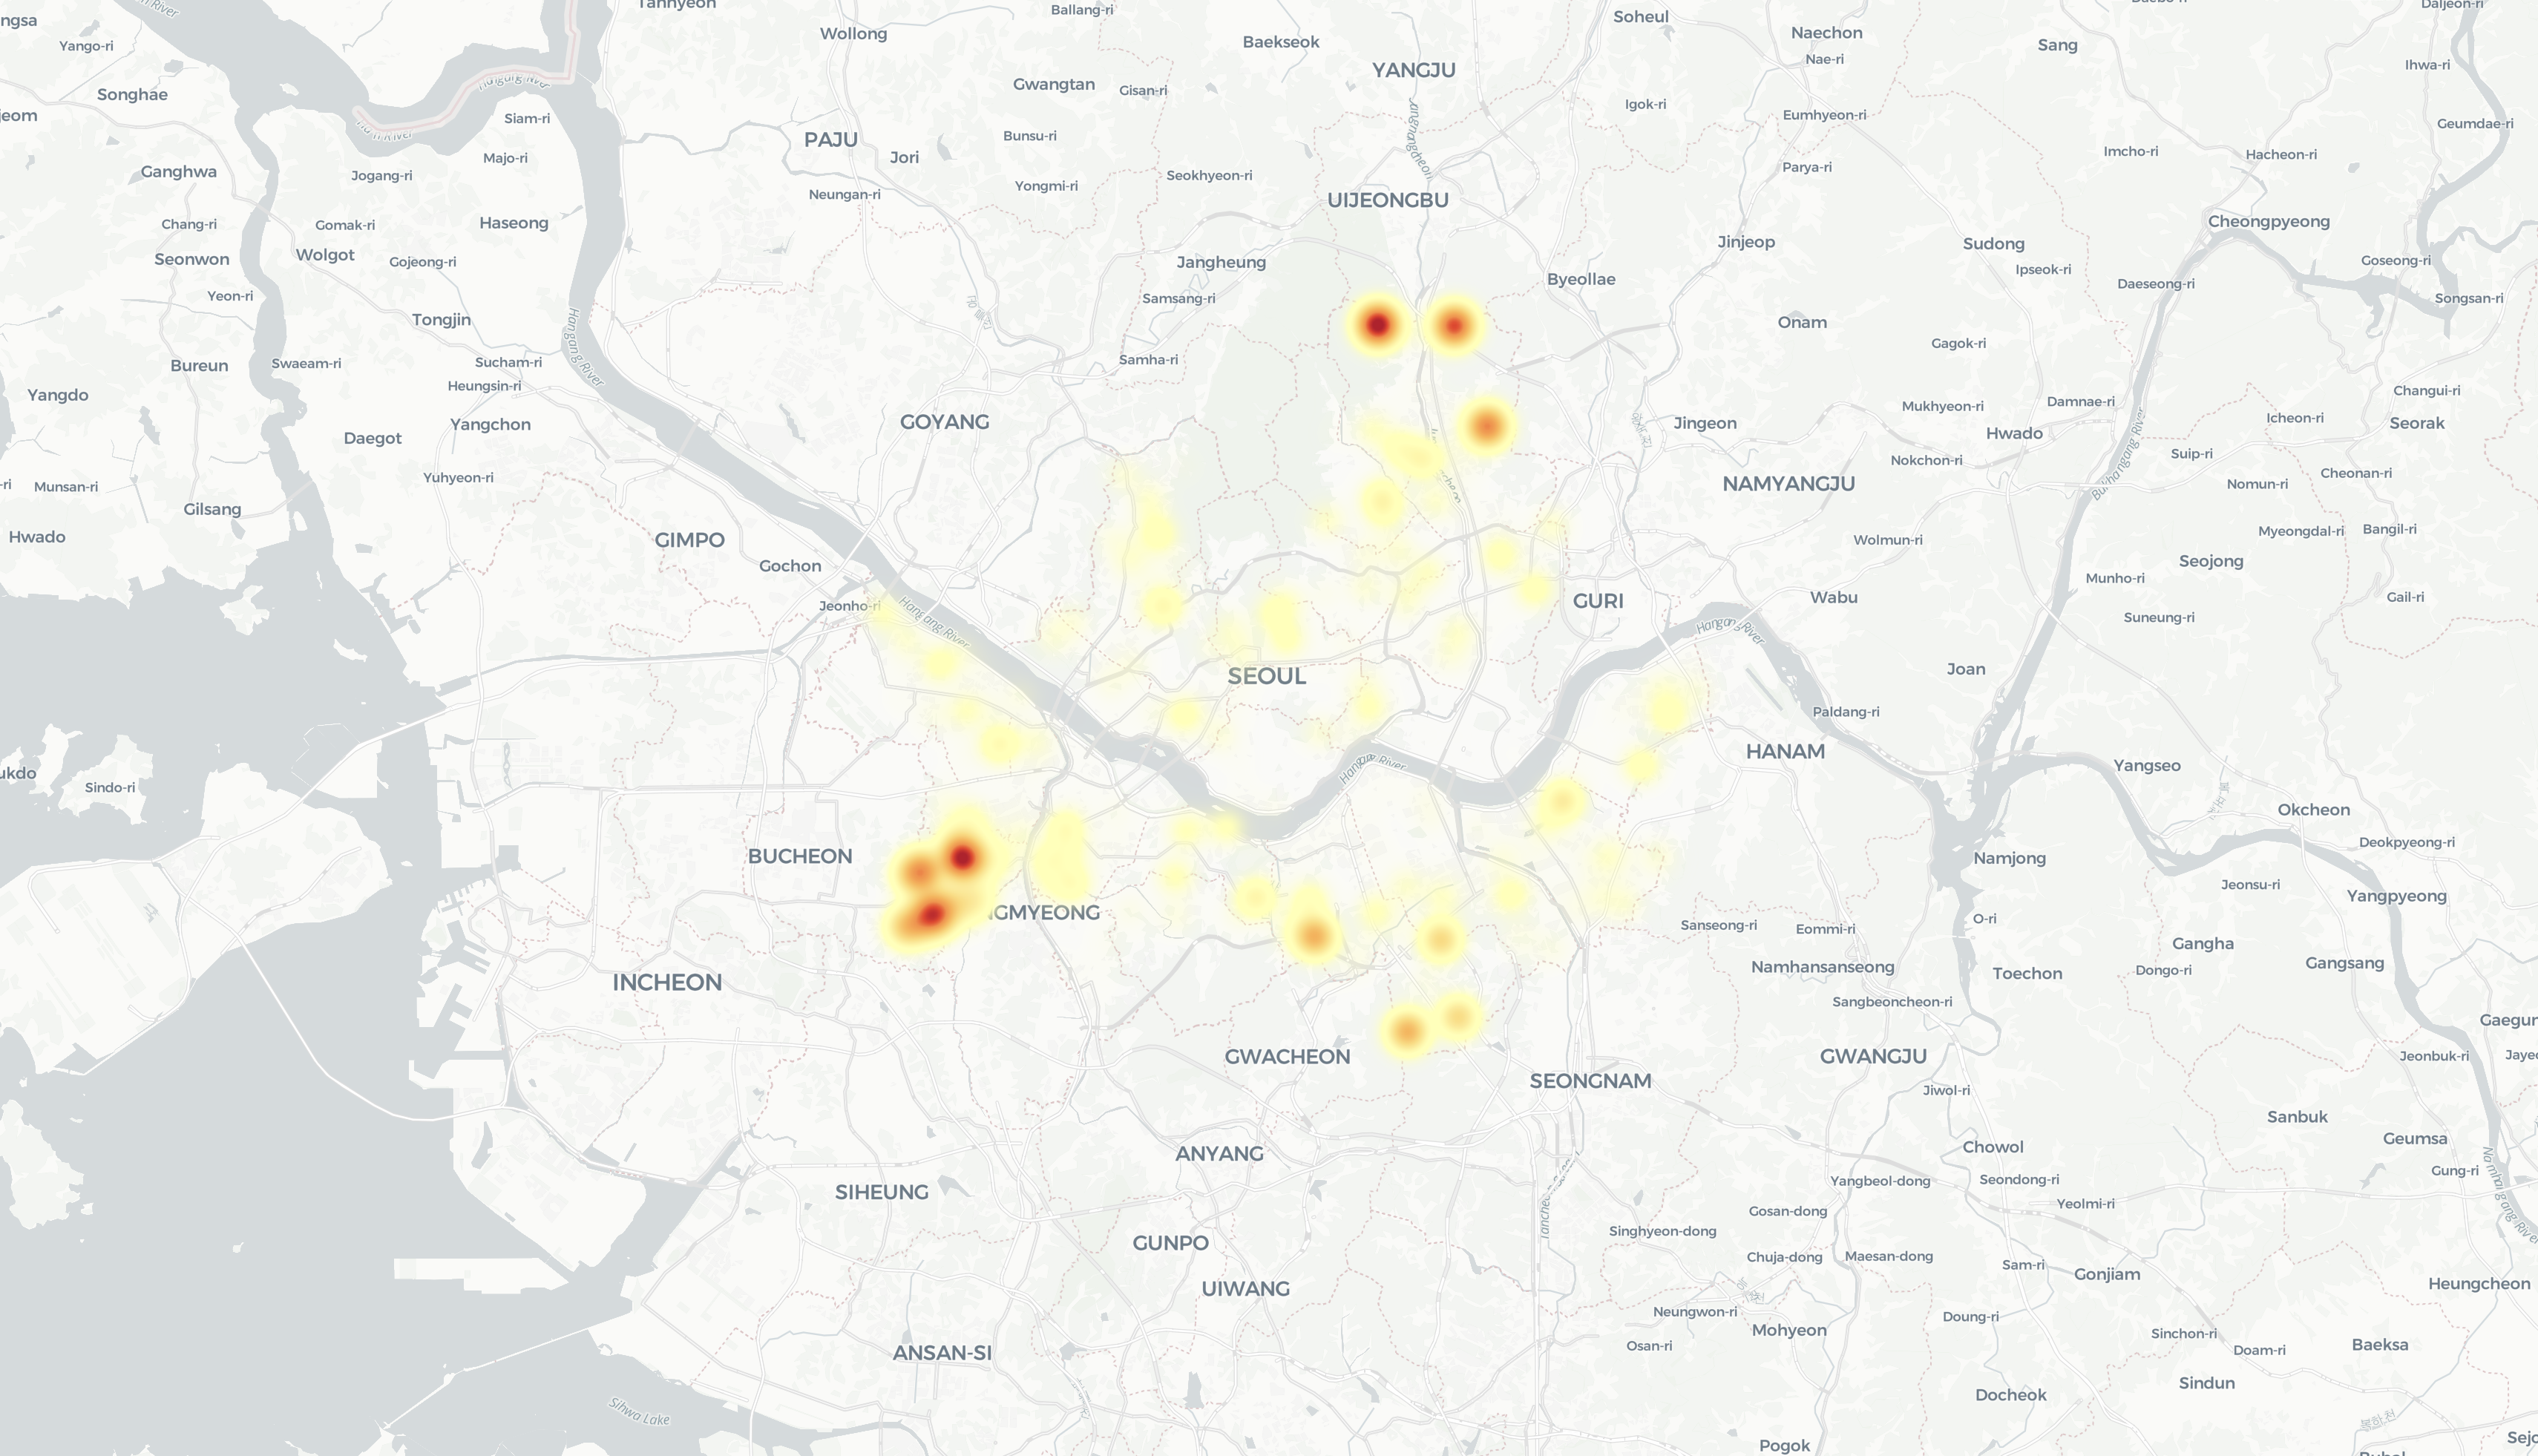 Tannyeon
Ballang-ri
Soheul
Daljeon-ri
Yango-ri
Wollong
Baekseok
Naechon
Sang
Nae-ri
Ihwa-ri
YANGJU
Songhae
Gwangtan
Gisan-ri
Igok-ri
Eumhyeon-ri
Geumdae-ri
Siam-ri
PAJU
Bunsu-ri
Imcho-ri
Hacheon-ri
Majo-ri
Jori
Parya-ri
Ganghwa
Jogang-ri
Neungan-ri
Yongmi-ri
Seokhyeon-ri
UIJEONGBU
Chang-ri
Gomak-ri
Haseong
Cheongpyeong
Seonwon
Wolgot
Gojeong-ri
Jangheung
Jinjeop
Sudong
Ipseok-ri
Goseong-ri
Yeon-ri
Samsang-ri
Byeollae
Daeseong-ri
Songsan-ri
Tongjin
Hangang River
Onam
Gagok-ri
Bureun
Swaeam-ri
Sucham-ri
Samha-ri
Heungsin-ri
Yangdo
Changui-ri
Mukhyeon-ri
Damnae-ri
Yangchon
GOYANG
Jingeon
Icheon-ri
Seorak
Daegot
Hwado
Bukhangang River
Nokchon-ri
Suip-ri
Munsan-ri
Yuhyeon-ri
NAMYANGJU
Cheonan-ri
Nomun-ri
Gilsang
Hwado
GIMPO
Wolmun-ri
Myeongdal-ri
Bangil-ri
Gochon
Seojong
Munho-ri
Jeonho-ri
Hangang River
GURI
Wabu
Gail-ri
Hangang River
Suneung-ri
SEOUL
Joan
Paldang-ri
Hangang River
HANAM
Yangseo
Sindo-ri
Okcheon
BUCHEON
Namjong
Deokpyeong-ri
Jeonsu-ri
Yangpyeong
GMYEONG
Sanseong-ri
Eommi-ri
O-ri
Gangha
INCHEON
Namhansanseong
Toechon
Dongo-ri
Gangsang
Sangbeoncheon-ri
GWACHEON
GWANGJU
Jeonbuk-ri
SEONGNAM
Jiwol-ri
Sanbuk
ANYANG
Chowol
Geumsa
Gung-ri
SIHEUNG
Yangbeol-dong
Seondong-ri
Yeolmi-ri
Gosan-dong
Singhyeon-dong
GUNPO
Chuja-dong
Maesan-dong
Sam-ri
Gonjiam
UIWANG
Heungcheon
Neungwon-ri
Mohyeon
Doung-ri
Osan-ri
Sinchon-ri
Doam-ri
Baeksa
ANSAN-SI
Sindun
Docheok
Sihwa Lake
Pogok